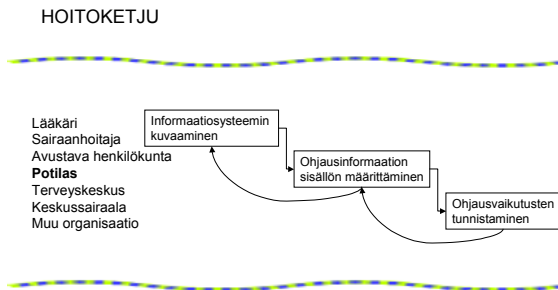 HOITOKETJU
Lääkäri
Sairaanhoitaja
Avustava henkilökunta
Potilas
Terveyskeskus
Keskussairaala
Muu organisaatio
Informaatiosysteemin
kuvaaminen
Ohjausinformaation
sisällön määrittäminen
Ohjausvaikutusten
tunnistaminen